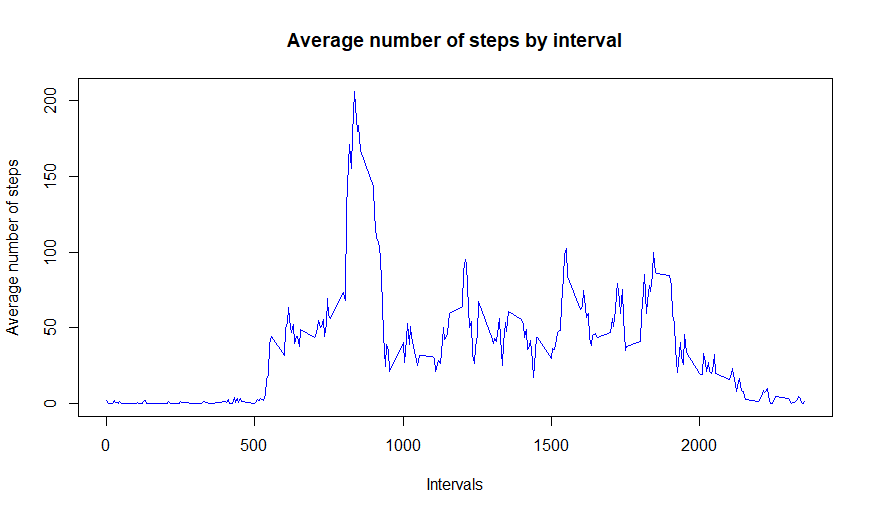 Average number of steps by interval
Average number of steps
200
150
100
50
0
0 500 1000 1500 2000
Intervals